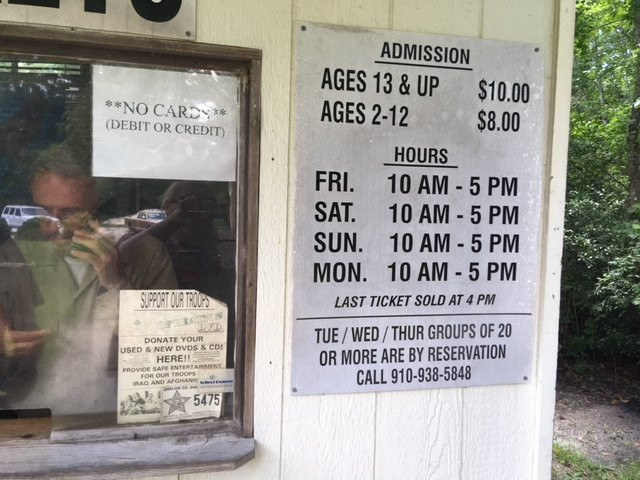 **NO CARDS**
(DEBIT OR CREDIT)
SUPPORT OUR TROOPS
DONATE YOUR
USED & NEW DVDS & CDS
HERE!!
PROVIDE SAFE ENTERTAINMENT
FOR OUR TROOPS
IRAQ AND AFGHANIS
5475
ADMISSION
AGES 13 & UP $10.00
AGES 2-12 $8.00
HOURS
FRI. 10 AM - 5 PM
SAT. 10 AM - 5 PM
SUN. 10 AM - 5 PM
MON. 10 AM - 5 PM
LAST TICKET SOLD AT 4 PM
TUE / WED / THUR GROUPS OF 20
OR MORE ARE BY RESERVATION
CALL 910-938-5848